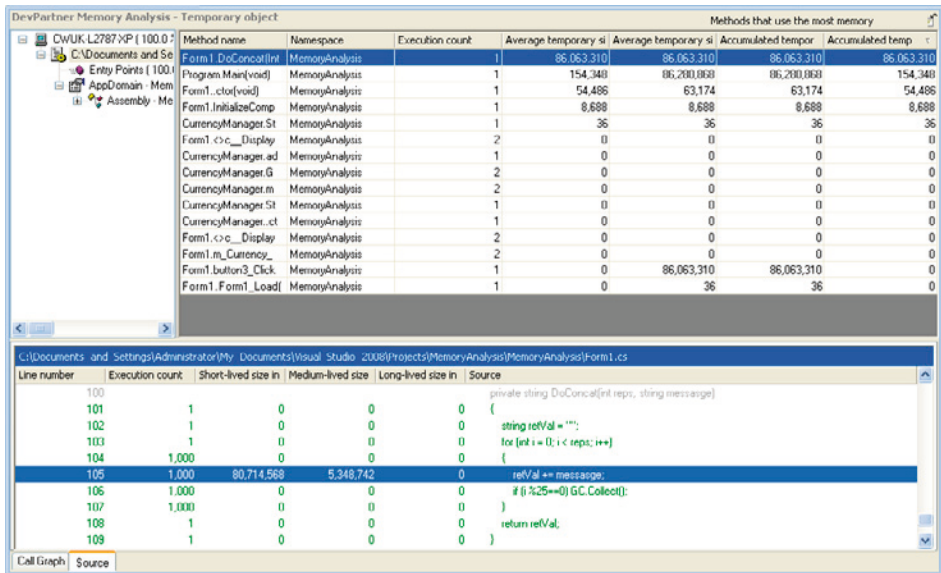 DevPartner Memory Analysis - Temporary object
Methods that use the most memory
CWUK-L2787-XP ( 100.0
C:\Documents and Se
Entry Points ( 100.
AppDomain - Mem
Assembly - Me
Method name Namespace Execution count Average temporary si Average temporary si Accumulated tempor Accumulated temp
Form1.DoConcat(Int MemoryAnalysis 1 86,063,310 86,063,310 86,063,310 86,063,310
Program.Main(void) MemoryAnalysis 1 154,348 86,280,868 86,280,868 154,348
Form1..ctor(void) MemoryAnalysis 1 54,486 63,174 63,174 54,486
Form1.InitializeComp MemoryAnalysis 1 8,688 8,688 8,688 8,688
CurrencyManager.St MemoryAnalysis 1 36 36 36 36
Form1.<>c__Display MemoryAnalysis 2 0 0 0 0
CurrencyManager.ad MemoryAnalysis 1 0 0 0 0
CurrencyManager.G MemoryAnalysis 2 0 0 0 0
CurrencyManager.m MemoryAnalysis 2 0 0 0 0
CurrencyManager.St MemoryAnalysis 1 0 0 0 0
CurrencyManager..ct MemoryAnalysis 1 0 0 0 0
Form1.<>c__Display MemoryAnalysis 2 0 0 0 0
Form1.m_Currency_ MemoryAnalysis 2 0 0 0 0
Form1.button3_Click MemoryAnalysis 1 0 86,063,310 86,063,310 0
Form1.Form1_Load( MemoryAnalysis 1 0 36 36 0
C:\Documents and Settings\Administrator\My Documents\Visual Studio 2008\Projects\MemoryAnalysis\MemoryAnalysis\Form1.cs
Line number Execution count Short-lived size in Medium-lived size Long-lived size in Source
100 private string DoConcat(int reps, string messasge)
101 1 0 0 0 {
102 1 0 0 0 string retVal = "";
103 1 0 0 0 for (int i = 0; i < reps; i++)
104 1,000 0 0 0 {
105 1,000 80,714,568 5,348,742 0 retVal += messasge;
106 1,000 0 0 0 if (i %25==0) GC.Collect();
107 1,000 0 0 0 }
108 1 0 0 0 return retVal;
109 1 0 0 0 }
Call Graph Source